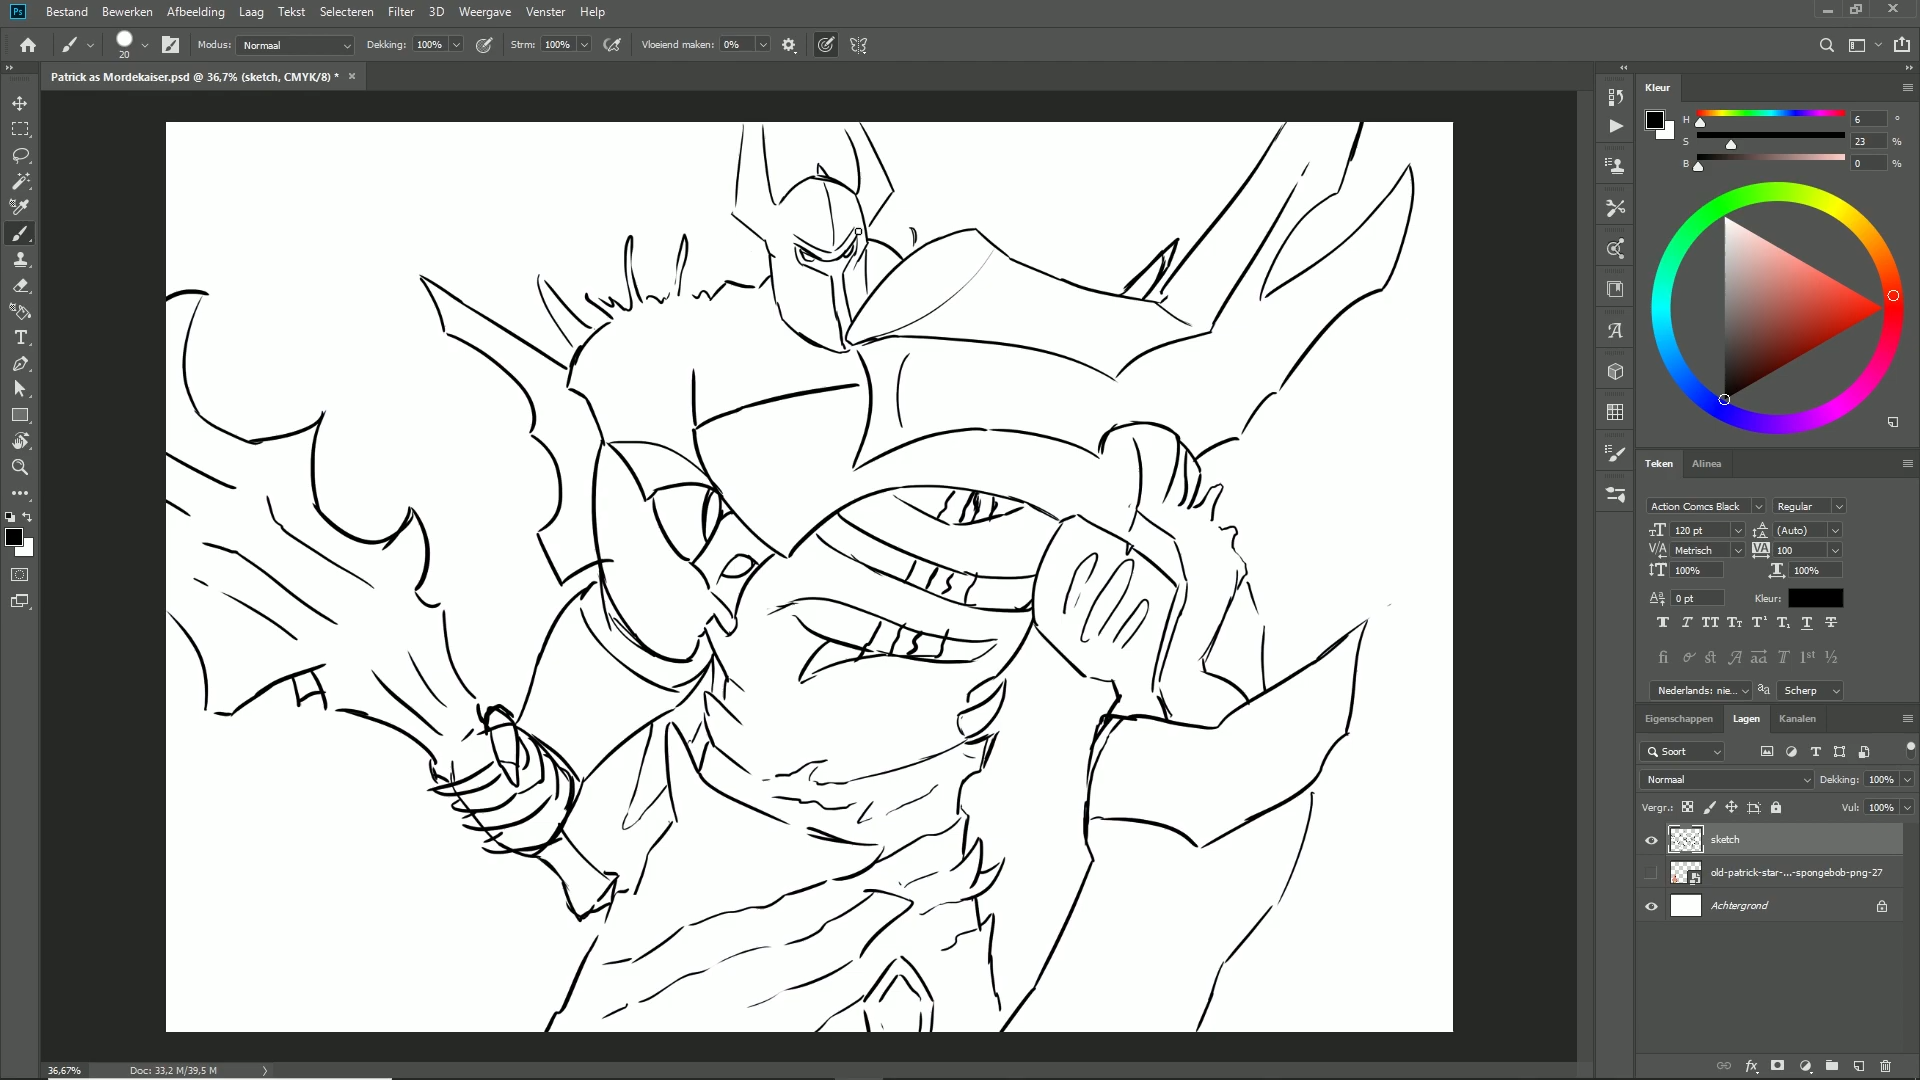 Ps Bestand Bewerken Afbeelding Laag Tekst Selecteren Filter 3D Weergave Venster Help
20 Modus: Normaal Dekking: 100% Strm: 100% Vloeiend maken: 0%
Patrick as Mordekaiser.psd @ 36,7% (sketch, CMYK/8) * ×
Kleur
H 6 °
S 23 %
B 0 %
Teken Alinea
Action Comcs Black Regular
120 pt (Auto)
Metrisch 100
100% 100%
0 pt Kleur:
Nederlands: nie... aa Scherp
Eigenschappen Lagen Kanalen
Soort
Normaal Dekking: 100%
Vergr.: Vul: 100%
sketch
old-patrick-star-...-spongebob-png-27
Achtergrond
36,67% Doc: 33,2 M/39,5 M